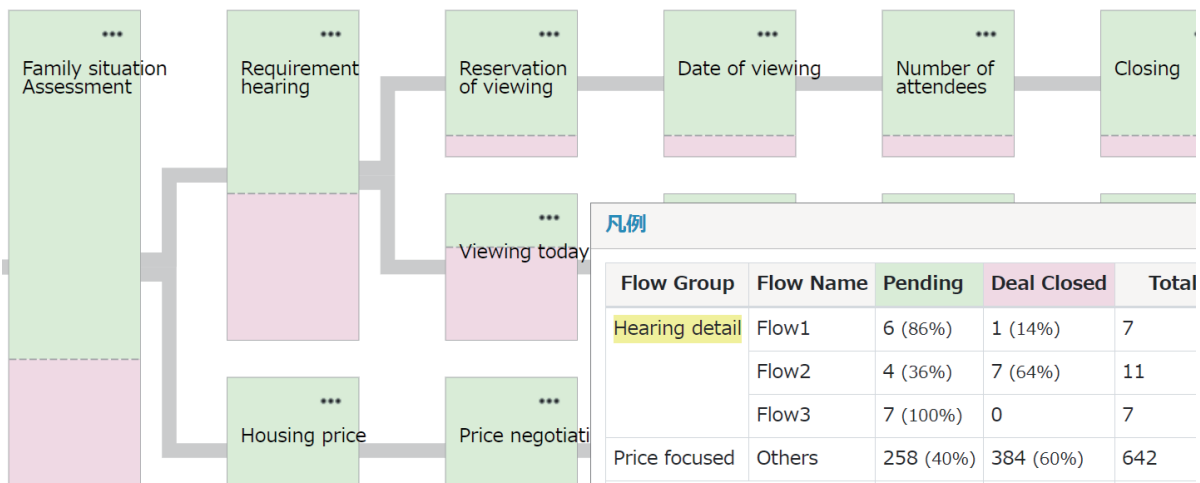 •••
•••
•••
•••
•••
Family situation
Assessment
Requirement
hearing
Reservation
of viewing
Date of viewing
Number of
attendees
Closing
•••
Viewing today
•••
•••
Housing price
Price negotiati
凡例
Flow Group Flow Name Pending Deal Closed Total
Hearing detail Flow1 6 (86%) 1 (14%) 7
Flow2 4 (36%) 7 (64%) 11
Flow3 7 (100%) 0 7
Price focused Others 258 (40%) 384 (60%) 642